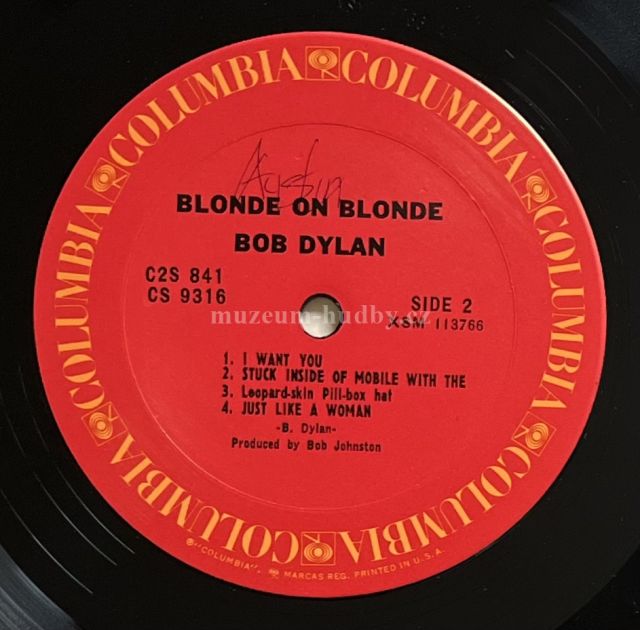 COLUMBIA COLUMBIA COLUMBIA COLUMBIA COLUMBIA COLUMBIA
Austin
BLONDE ON BLONDE
BOB DYLAN
C2S 841
CS 9316
SIDE 2
XSM 113766
muzeum-hudby.cz
1. I WANT YOU
2. STUCK INSIDE OF MOBILE WITH THE
3. Leopard-skin Pill-box hat
4. JUST LIKE A WOMAN
-B. Dylan-
Produced by Bob Johnston
℗"COLUMBIA", MARCAS REG. PRINTED IN U.S.A.